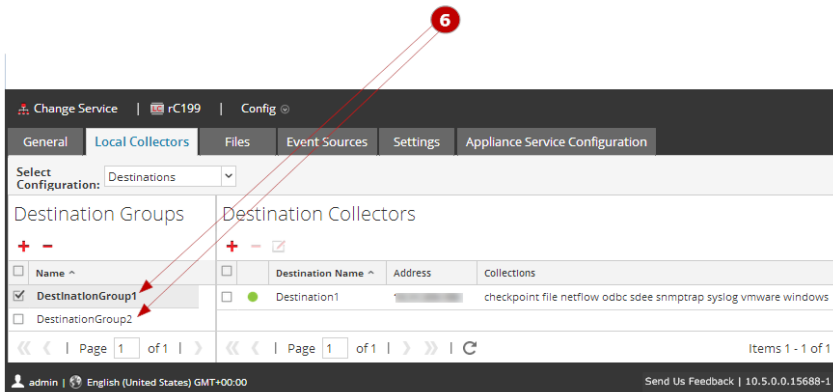 6
Change Service | LC rC199 | Config
General Local Collectors Files Event Sources Settings Appliance Service Configuration
Select Configuration: Destinations
Destination Groups
Destination Collectors
Name
Destination Name Address Collections
DestinationGroup1
Destination1 checkpoint file netflow odbc sdee snmptrap syslog vmware windows
DestinationGroup2
Page 1 of 1
Page 1 of 1
Items 1 - 1 of 1
admin | English (United States) GMT+00:00
Send Us Feedback | 10.5.0.0.15688-1